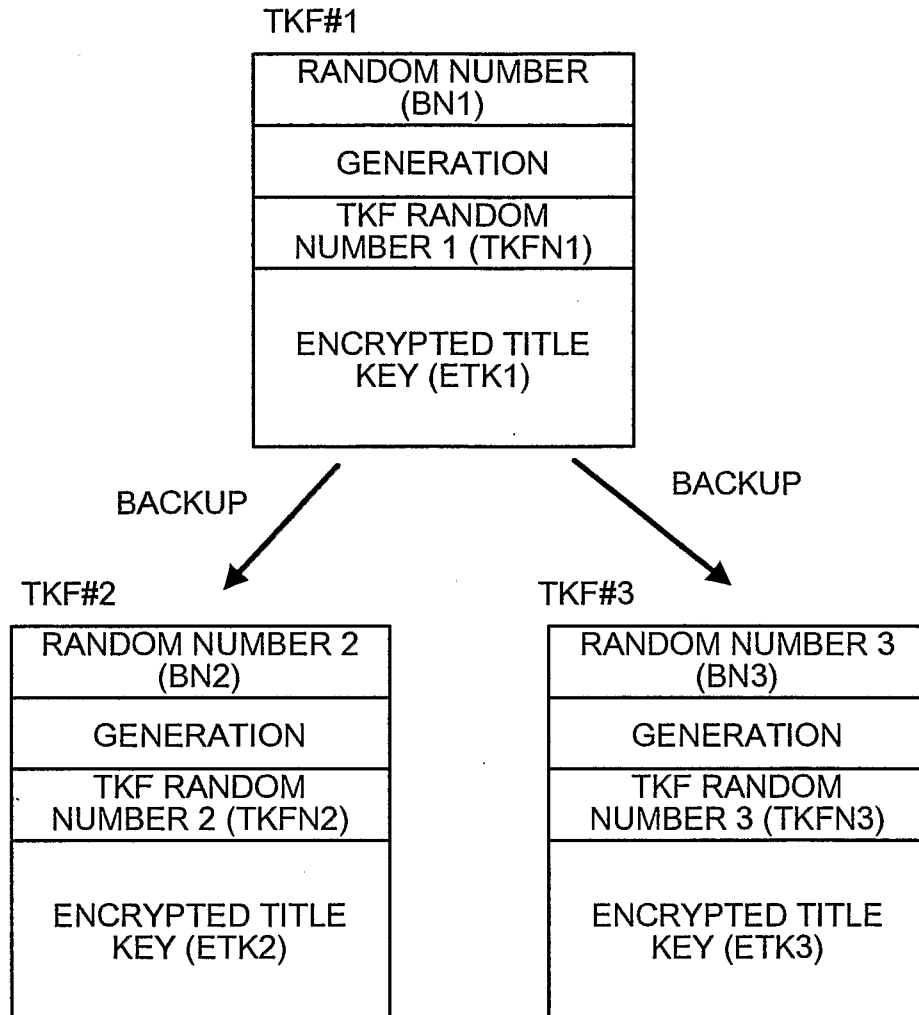 TKF#1
RANDOM NUMBER
(BN1)
GENERATION
TKF RANDOM
NUMBER 1 (TKFN1)
ENCRYPTED TITLE
KEY (ETK1)
BACKUP
BACKUP
TKF#2
RANDOM NUMBER 2
(BN2)
GENERATION
TKF RANDOM
NUMBER 2 (TKFN2)
ENCRYPTED TITLE
KEY (ETK2)
TKF#3
RANDOM NUMBER 3
(BN3)
GENERATION
TKF RANDOM
NUMBER 3 (TKFN3)
ENCRYPTED TITLE
KEY (ETK3)